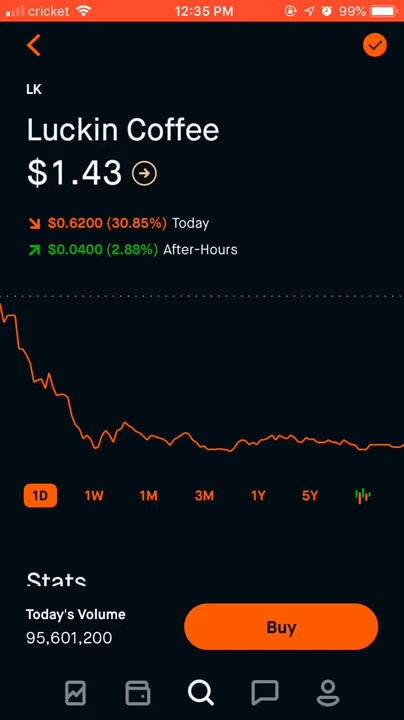 cricket 12:35 PM 99%
LK
Luckin Coffee
$1.43
$0.6200 (30.85%) Today
$0.0400 (2.88%) After-Hours
1D 1W 1M 3M 1Y 5Y
Stats
Today's Volume
95,601,200
Buy